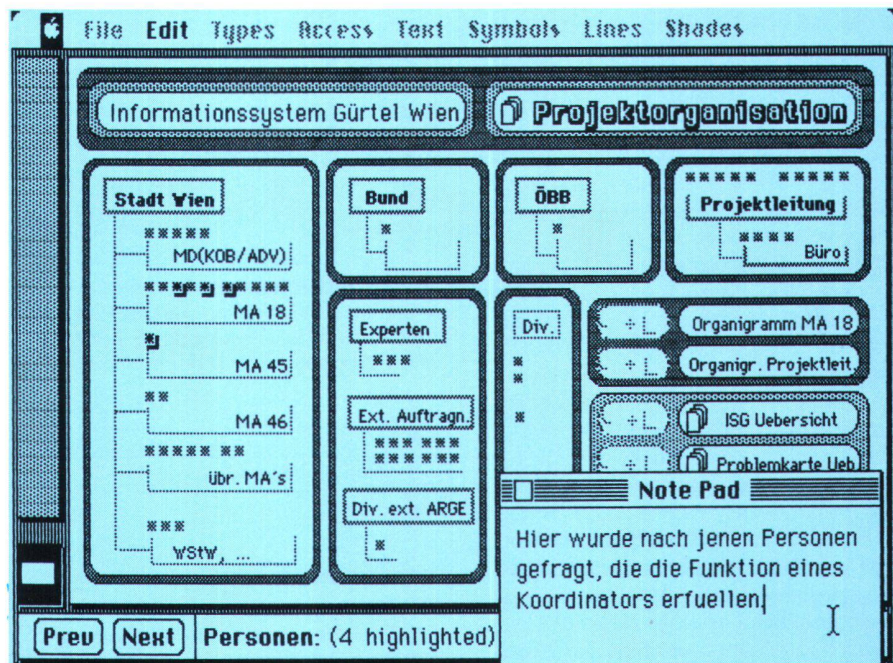 File Edit Types Access Text Symbols Lines Shades
Informationssystem Gürtel Wien
Projektorganisation
Stadt Wien
*****
MD(KOB/ADV)
********
MA 18
*
MA 45
**
MA 46
***** **
übr. MA's
***
WStW, ...
Bund
*
ÖBB
*
***** *****
Projektleitung
****
Büro
Experten
***
Ext. Auftragn.
*** ***
*** ***
Div. ext. ARGE
*
Div.
*
*
*
÷ Organigramm MA 18
÷ Organigr. Projektleit
÷ ISG Uebersicht
÷ Problemkarte Ueb
Note Pad
Hier wurde nach jenen Personen
gefragt, die die Funktion eines
Koordinators erfuellen.
Prev Next Personen: (4 highlighted)